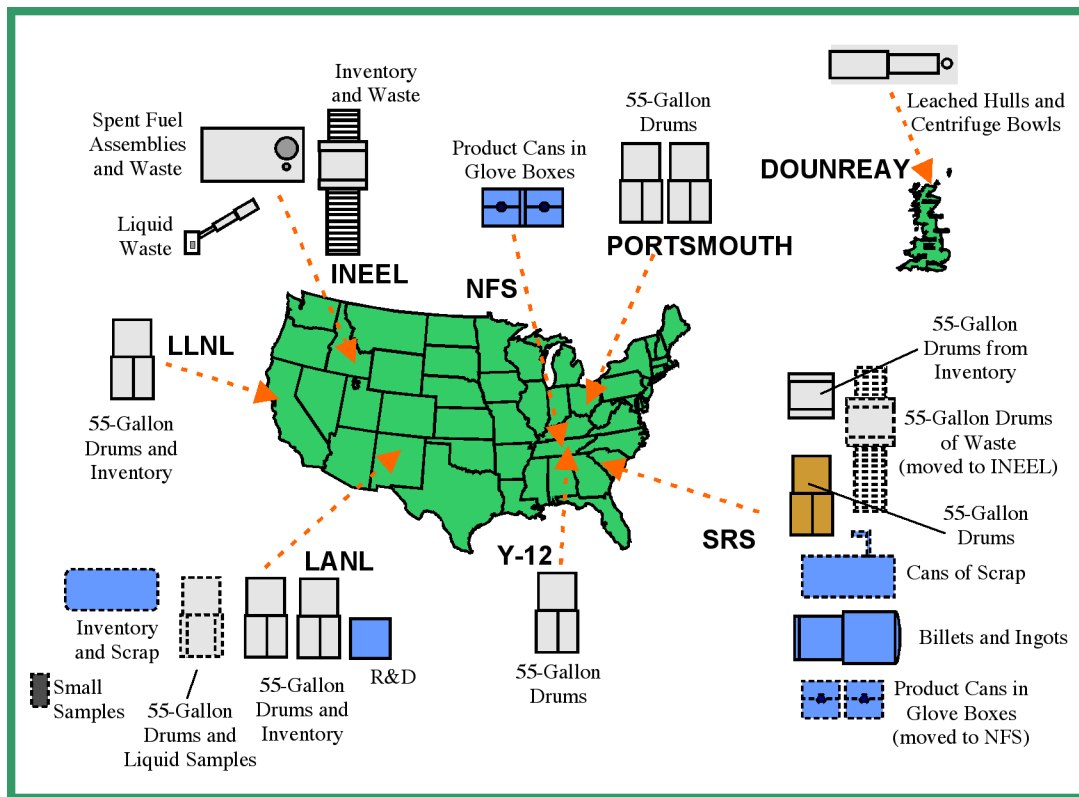 Inventory
and Waste
Spent Fuel
Assemblies
and Waste
Liquid
Waste
INEEL
Product Cans in
Glove Boxes
NFS
55-Gallon
Drums
PORTSMOUTH
Leached Hulls and
Centrifuge Bowls
DOUNREAY
LLNL
55-Gallon
Drums and
Inventory
55-Gallon
Drums from
Inventory
55-Gallon Drums
of Waste
(moved to INEEL)
55-Gallon
Drums
SRS
Cans of Scrap
Billets and Ingots
Product Cans in
Glove Boxes
(moved to NFS)
Y-12
55-Gallon
Drums
LANL
Inventory
and Scrap
Small
Samples
55-Gallon
Drums and
Liquid Samples
55-Gallon
Drums and
Inventory
R&D